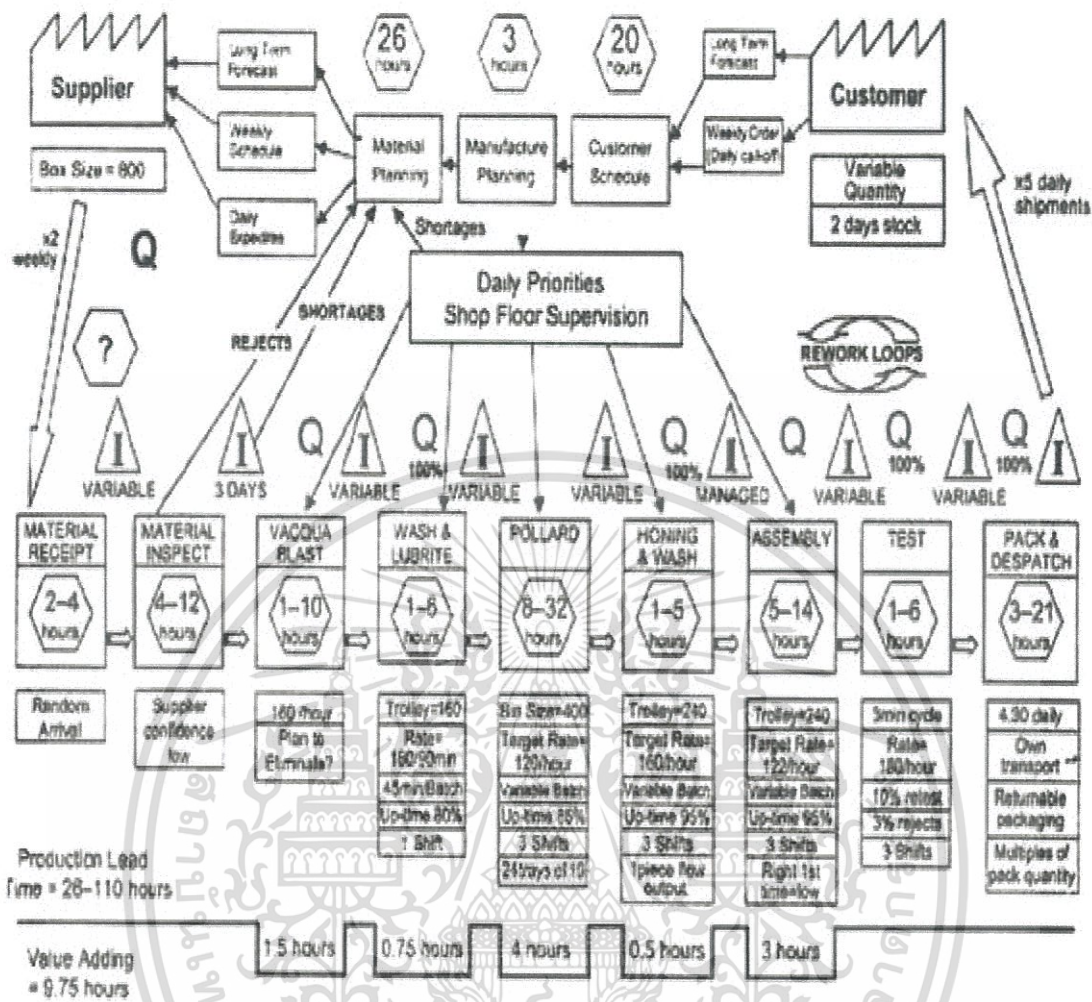 Supplier
Box Size = 800
Long Term
Forecast
Weekly
Schedule
Daily
Expedites
26
hours
3
hours
20
hours
Material
Planning
Manufacture
Planning
Customer
Schedule
Long Term
Forecast
Weekly Order
(Daily call-off)
Customer
Variable
Quantity
2 days stock
x5 daily
shipments
x2
weekly
Q
?
Shortages
SHORTAGES
REJECTS
Daily Priorities
Shop Floor Supervision
REWORK LOOPS
I
VARIABLE
I
3 DAYS
Q
I
VARIABLE
Q
100%
I
VARIABLE
I
VARIABLE
Q
100%
I
MANAGED
Q
I
VARIABLE
Q
100%
I
VARIABLE
Q
100%
I
MATERIAL
RECEIPT
2–4
hours
Random
Arrival
MATERIAL
INSPECT
4–12
hours
Supplier
confidence
low
VACQUA
BLAST
1–10
hours
160 /hour
Plan to
Eliminate?
WASH &
LUBRITE
1–6
hours
Trolley=160
Rate=
160/90min
45min/Batch
Up-time 80%
1 Shift
POLLARD
8–32
hours
Bin Size=400
Target Rate=
120/hour
Variable Batch
Up-time 85%
3 Shifts
24trays of 10
HONING
& WASH
1–5
hours
Trolley=240
Target Rate=
160/hour
Variable Batch
Up-time 95%
3 Shifts
1piece flow
output
ASSEMBLY
5–14
hours
Trolley=240
Target Rate=
122/hour
Variable Batch
Up-time 95%
3 Shifts
Right 1st
time=low
TEST
1–6
hours
3min cycle
Rate=
180/hour
10% retest
3% rejects
3 Shifts
PACK &
DESPATCH
3–21
hours
4.30 daily
Own
transport
Returnable
packaging
Multiples of
pack quantity
Production Lead
Time = 26–110 hours
Value Adding
= 9.75 hours
1.5 hours
0.75 hours
4 hours
0.5 hours
3 hours